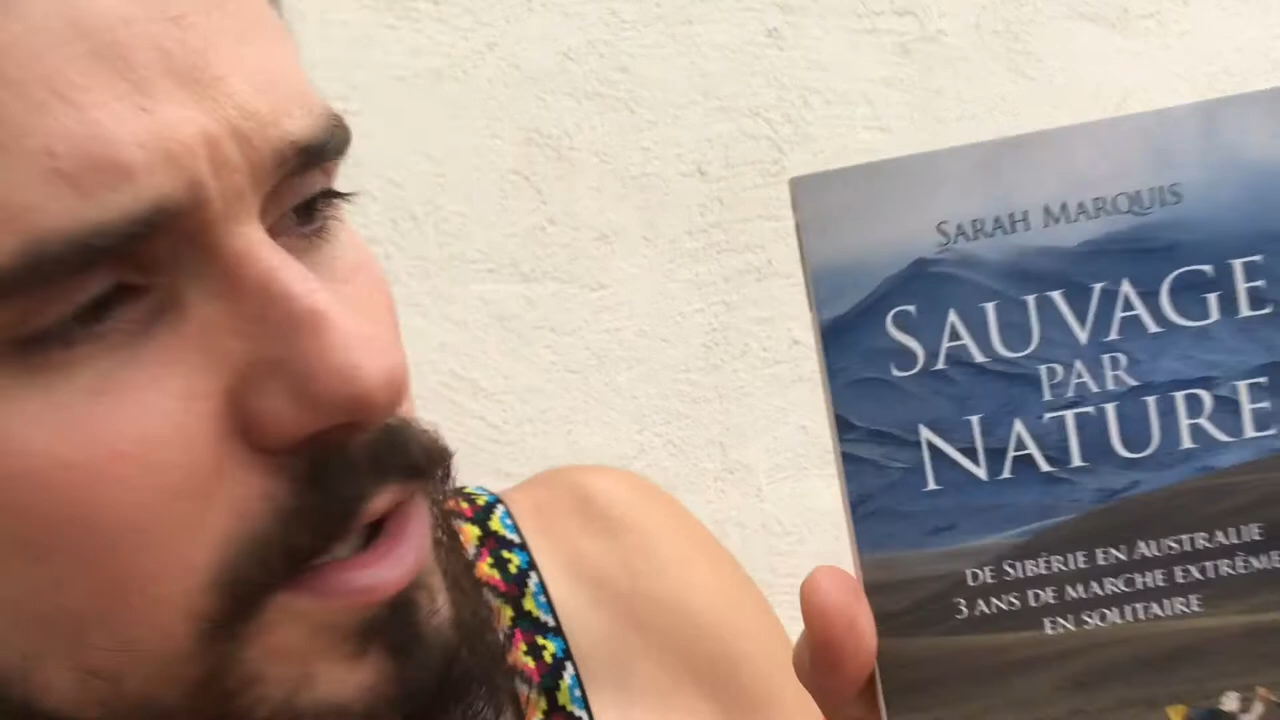 SARAH MARQUIS
SAUVAGE
PAR
NATURE
DE SIBÉRIE EN AUSTRALIE
3 ANS DE MARCHE EXTRÊME
EN SOLITAIRE